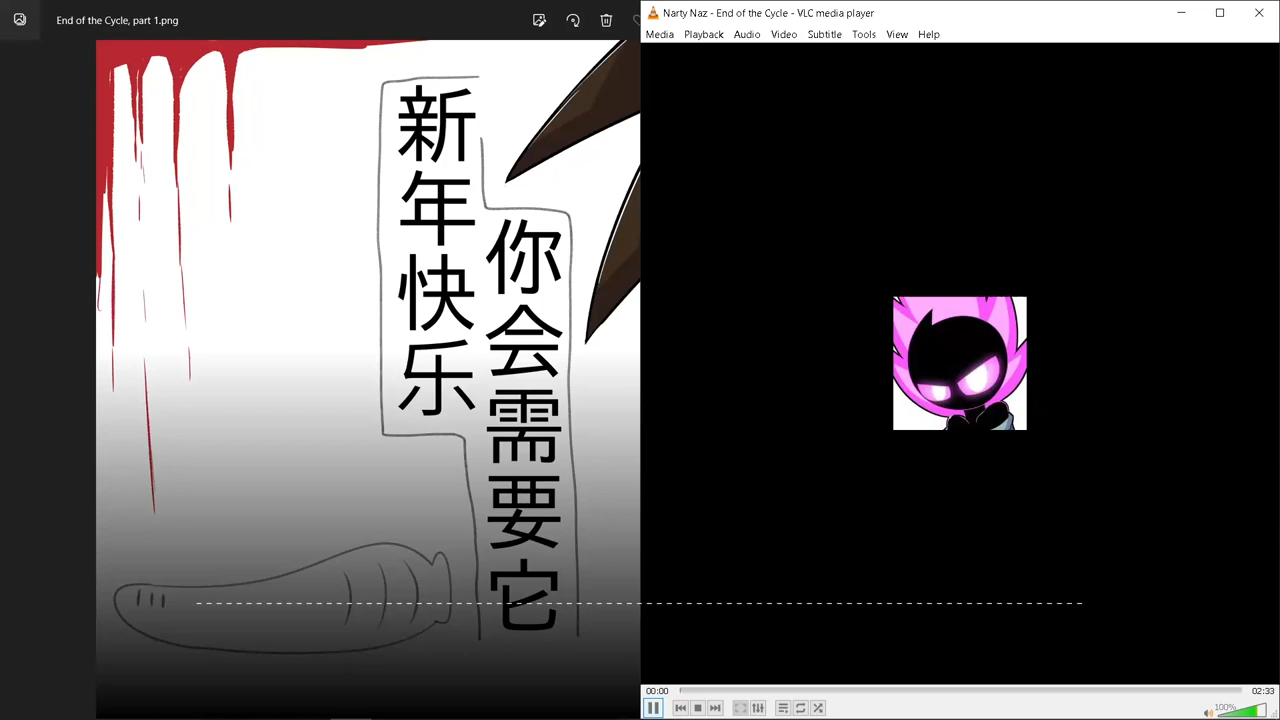 End of the Cycle, part 1.png
新年快乐
你会需要它
Narty Naz - End of the Cycle - VLC media player
Media Playback Audio Video Subtitle Tools View Help
00:00
02:33
100%